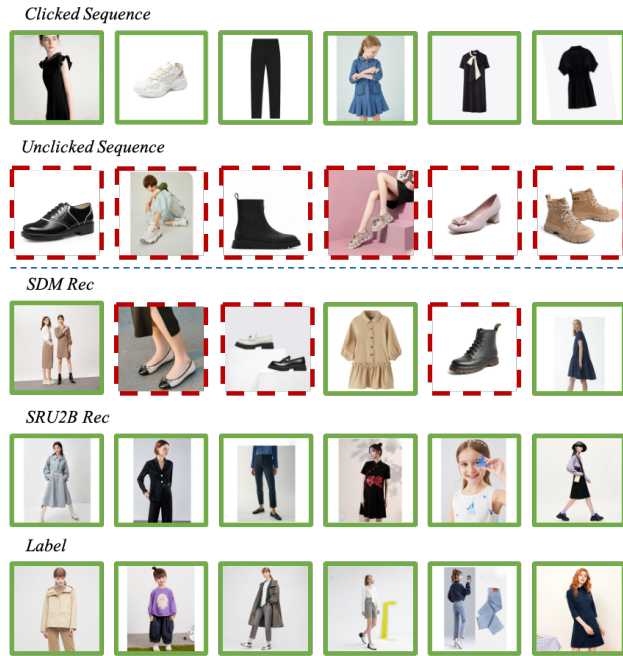 Clicked Sequence
Unclicked Sequence
SDM Rec
SRU2B Rec
Label